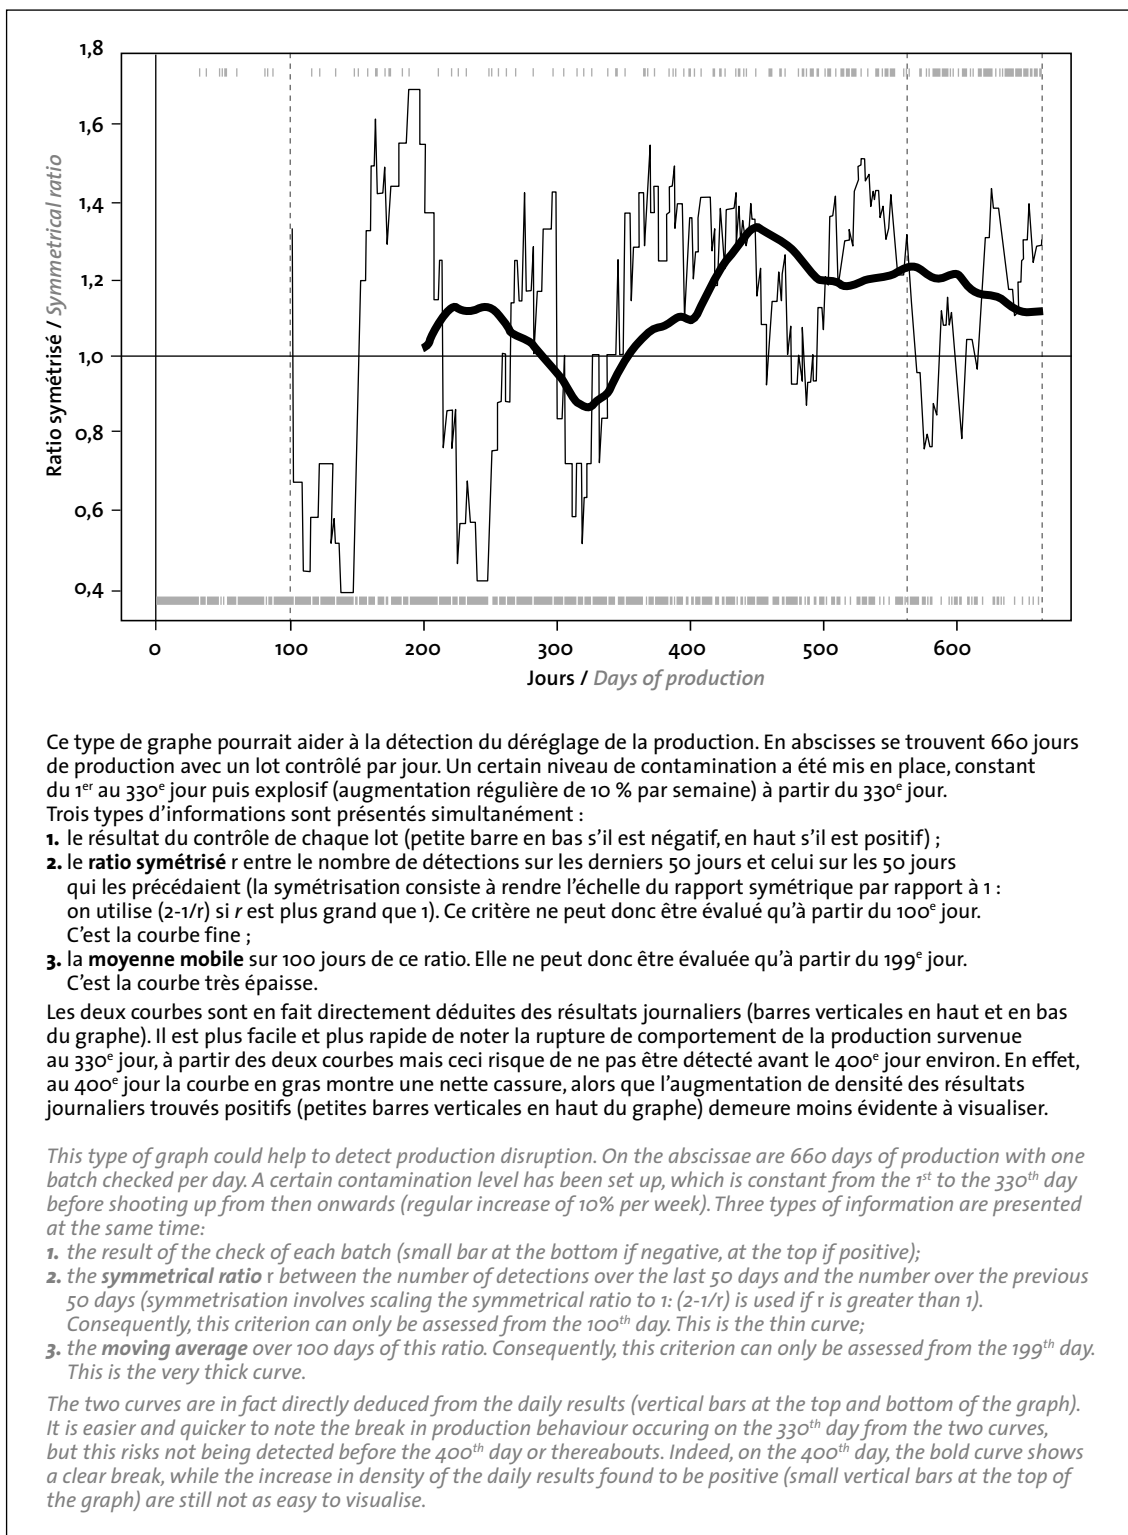 1,8
1,6
1,4
1,2
1,0
0,8
0,6
0,4
Ratio symétrisé / Symmetrical ratio
0 100 200 300 400 500 600
Jours / Days of production
Ce type de graphe pourrait aider à la détection du déréglage de la production. En abscisses se trouvent 660 jours
de production avec un lot contrôlé par jour. Un certain niveau de contamination a été mis en place, constant
du 1er au 330e jour puis explosif (augmentation régulière de 10 % par semaine) à partir du 330e jour.
Trois types d'informations sont présentés simultanément :
1. le résultat du contrôle de chaque lot (petite barre en bas s'il est négatif, en haut s'il est positif) ;
2. le ratio symétrisé r entre le nombre de détections sur les derniers 50 jours et celui sur les 50 jours
qui les précédaient (la symétrisation consiste à rendre l'échelle du rapport symétrique par rapport à 1 :
on utilise (2-1/r) si r est plus grand que 1). Ce critère ne peut donc être évalué qu'à partir du 100e jour.
C'est la courbe fine ;
3. la moyenne mobile sur 100 jours de ce ratio. Elle ne peut donc être évaluée qu'à partir du 199e jour.
C'est la courbe très épaisse.
Les deux courbes sont en fait directement déduites des résultats journaliers (barres verticales en haut et en bas
du graphe). Il est plus facile et plus rapide de noter la rupture de comportement de la production survenue
au 330e jour, à partir des deux courbes mais ceci risque de ne pas être détecté avant le 400e jour environ. En effet,
au 400e jour la courbe en gras montre une nette cassure, alors que l'augmentation de densité des résultats
journaliers trouvés positifs (petites barres verticales en haut du graphe) demeure moins évidente à visualiser.
This type of graph could help to detect production disruption. On the abscissae are 660 days of production with one
batch checked per day. A certain contamination level has been set up, which is constant from the 1st to the 330th day
before shooting up from then onwards (regular increase of 10% per week). Three types of information are presented
at the same time:
1. the result of the check of each batch (small bar at the bottom if negative, at the top if positive);
2. the symmetrical ratio r between the number of detections over the last 50 days and the number over the previous
50 days (symmetrisation involves scaling the symmetrical ratio to 1: (2-1/r) is used if r is greater than 1).
Consequently, this criterion can only be assessed from the 100th day. This is the thin curve;
3. the moving average over 100 days of this ratio. Consequently, this criterion can only be assessed from the 199th day.
This is the very thick curve.
The two curves are in fact directly deduced from the daily results (vertical bars at the top and bottom of the graph).
It is easier and quicker to note the break in production behaviour occuring on the 330th day from the two curves,
but this risks not being detected before the 400th day or thereabouts. Indeed, on the 400th day, the bold curve shows
a clear break, while the increase in density of the daily results found to be positive (small vertical bars at the top of
the graph) are still not as easy to visualise.